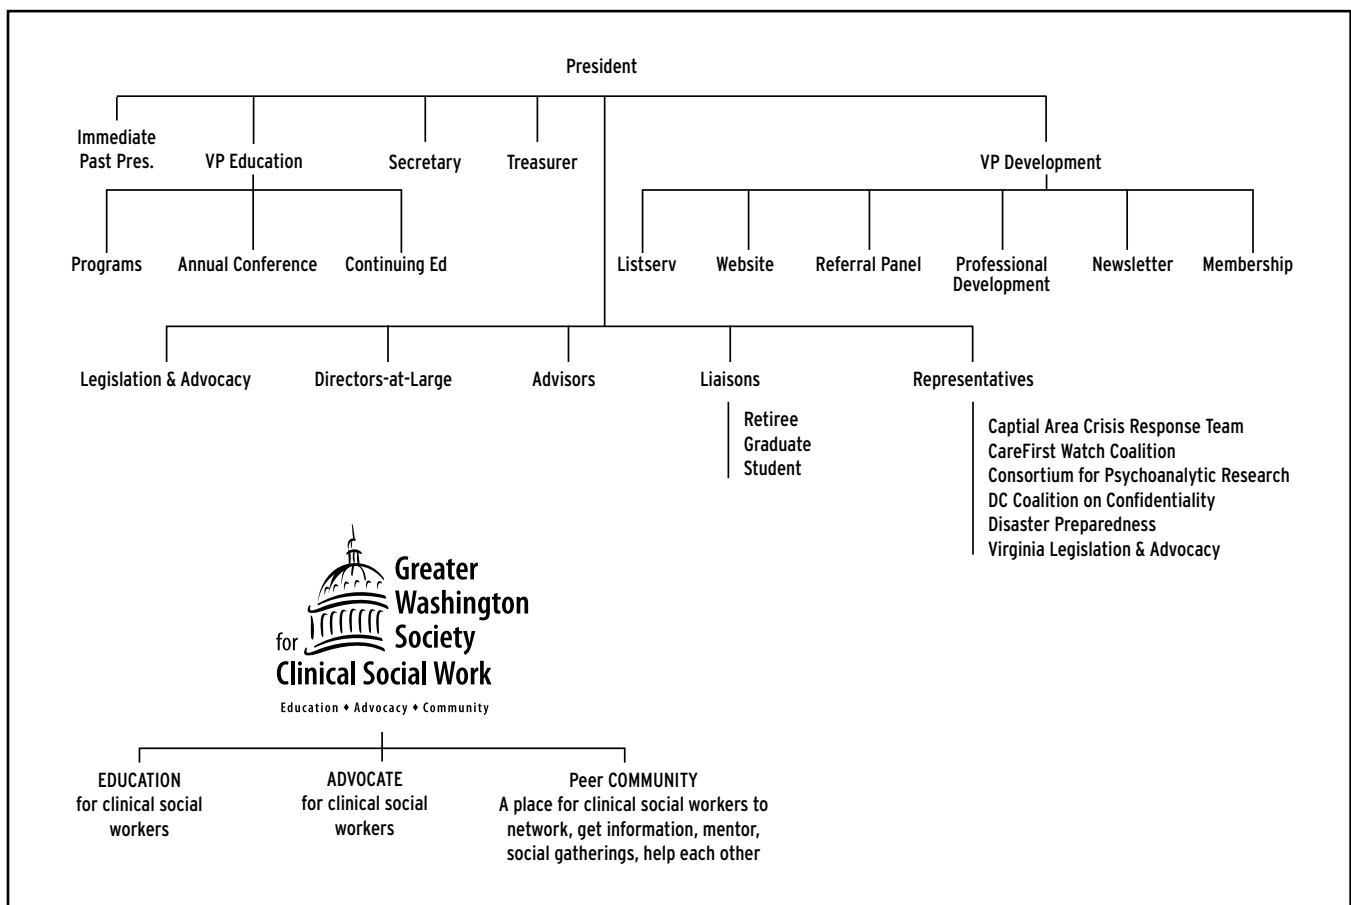 President
Immediate
Past Pres.
VP Education
Secretary
Treasurer
VP Development
Programs
Annual Conference
Continuing Ed
Listserv
Website
Referral Panel
Professional
Development
Newsletter
Membership
Legislation & Advocacy
Directors-at-Large
Advisors
Liaisons
Representatives
Retiree
Graduate
Student
Captial Area Crisis Response Team
CareFirst Watch Coalition
Consortium for Psychoanalytic Research
DC Coalition on Confidentiality
Disaster Preparedness
Virginia Legislation & Advocacy
Greater
Washington
for Society
Clinical Social Work
Education ♦ Advocacy ♦ Community
EDUCATION
for clinical social
workers
ADVOCATE
for clinical social
workers
Peer COMMUNITY
A place for clinical social workers to
network, get information, mentor,
social gatherings, help each other